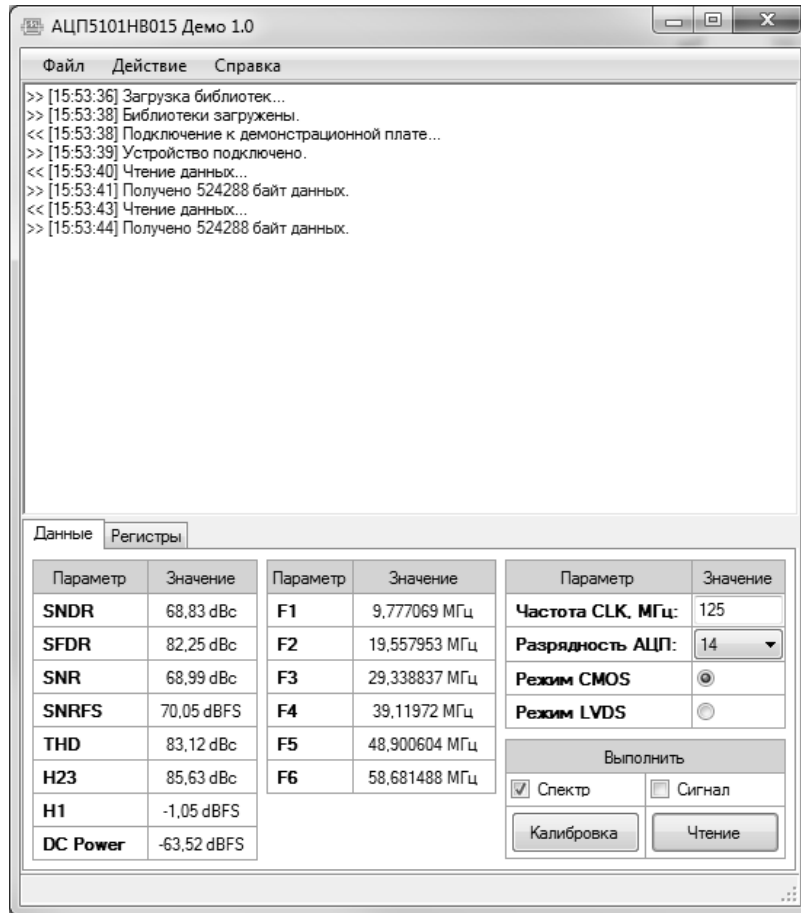 АЦП5101НВ015 Демо 1.0
Файл Действие Справка
>> [15:53:36] Загрузка библиотек...
>> [15:53:38] Библиотеки загружены.
<< [15:53:38] Подключение к демонстрационной плате...
>> [15:53:39] Устройство подключено.
<< [15:53:40] Чтение данных...
>> [15:53:41] Получено 524288 байт данных.
<< [15:53:43] Чтение данных...
>> [15:53:44] Получено 524288 байт данных.
Данные Регистры
Параметр Значение
SNDR 68,83 dBc
SFDR 82,25 dBc
SNR 68,99 dBc
SNRFS 70,05 dBFS
THD 83,12 dBc
H23 85,63 dBc
H1 -1,05 dBFS
DC Power -63,52 dBFS
Параметр Значение
F1 9,777069 МГц
F2 19,557953 МГц
F3 29,338837 МГц
F4 39,11972 МГц
F5 48,900604 МГц
F6 58,681488 МГц
Параметр Значение
Частота CLK, МГц: 125
Разрядность АЦП: 14
Режим CMOS
Режим LVDS
Выполнить
Спектр Сигнал
Калибровка Чтение